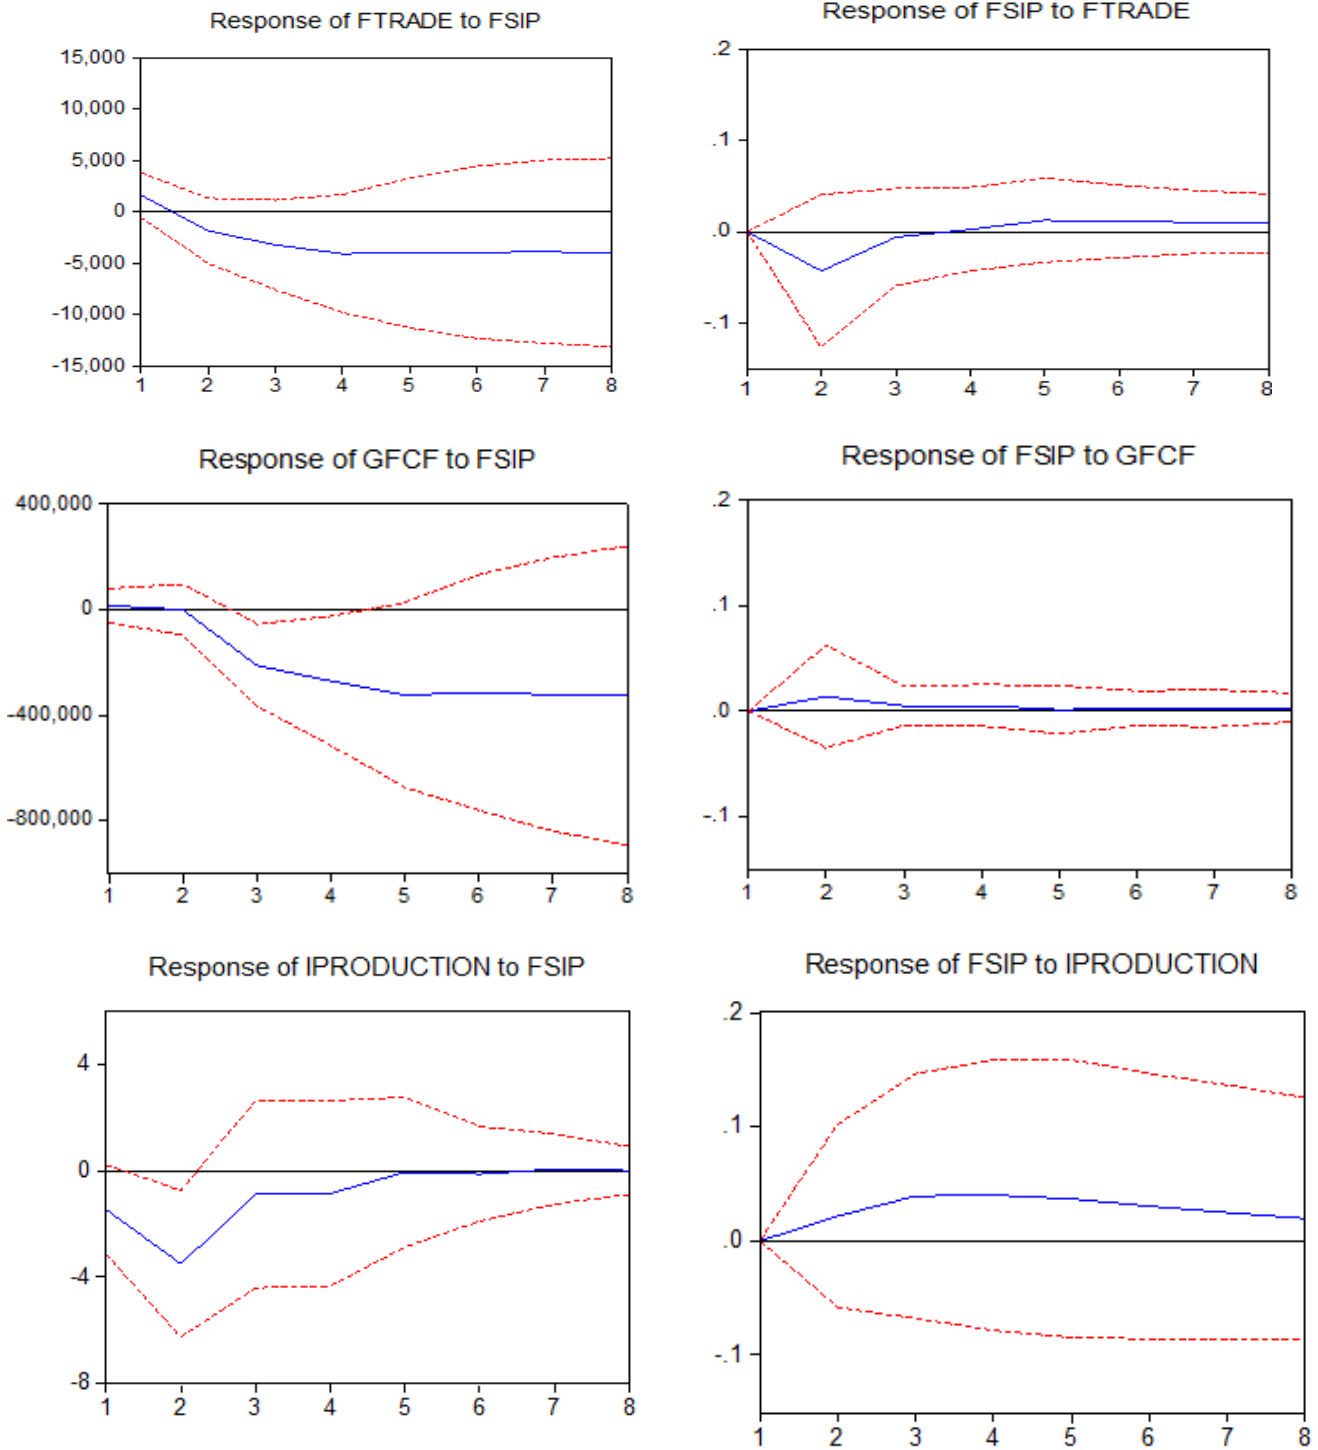 Response of FTRADE to FSIP
15,000
10,000
5,000
0
-5,000
-10,000
-15,000
1 2 3 4 5 6 7 8
Response of FSIP to FTRADE
.2
.1
.0
-.1
1 2 3 4 5 6 7 8
Response of GFCF to FSIP
400,000
0
-400,000
-800,000
1 2 3 4 5 6 7 8
Response of FSIP to GFCF
.2
.1
.0
-.1
1 2 3 4 5 6 7 8
Response of IPRODUCTION to FSIP
4
0
-4
-8
1 2 3 4 5 6 7 8
Response of FSIP to IPRODUCTION
.2
.1
.0
-.1
1 2 3 4 5 6 7 8